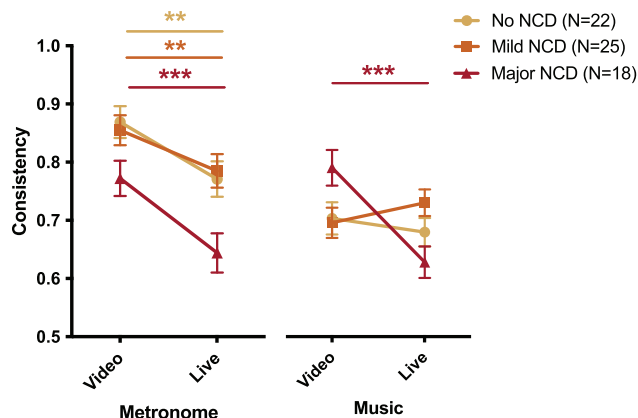 No NCD (N=22)
Mild NCD (N=25)
Major NCD (N=18)
**
**
***
***
Consistency
1.0
0.9
0.8
0.7
0.6
0.5
Video
Live
Video
Live
Metronome
Music